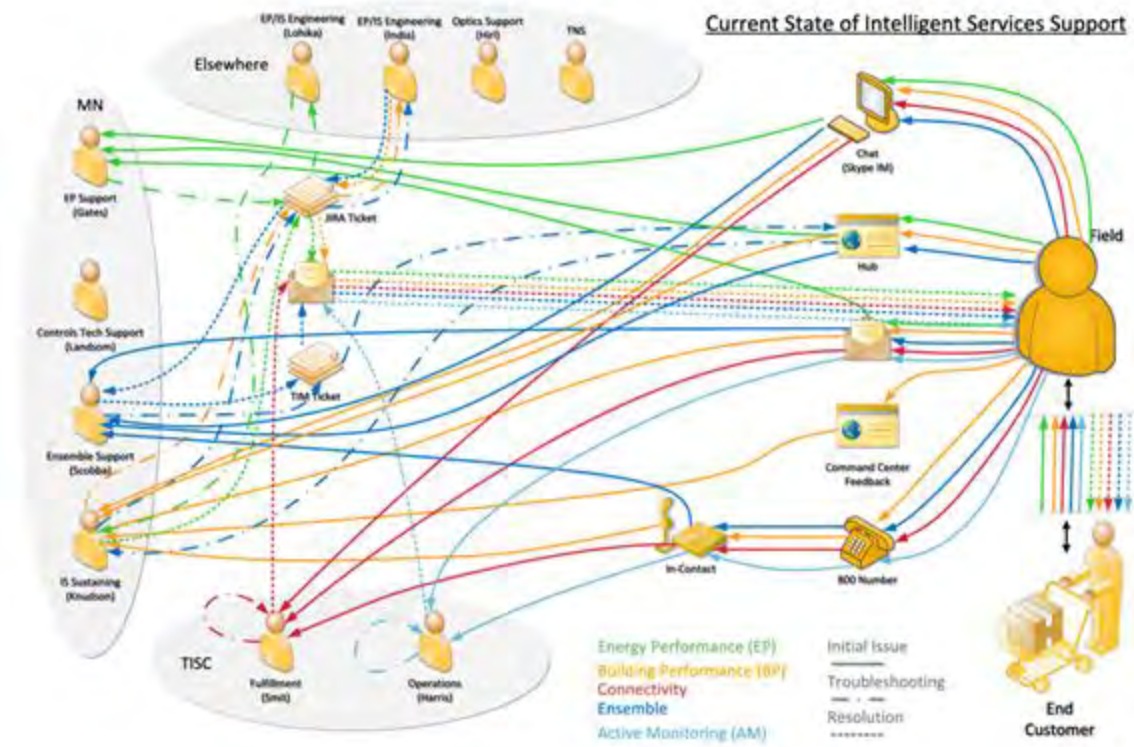 Current State of Intelligent Services Support
EP/IS Engineering
(Lohika)
EP/IS Engineering
(India)
Optics Support
(Hirl)
TNS
Elsewhere
MN
EP Support
(Gates)
Controls Tech Support
(Landsom)
Ensemble Support
(Scobba)
IS Sustaining
(Knudson)
JIRA Ticket
TIM Ticket
Chat
(Skype IM)
Hub
Field
Command Center
Feedback
In-Contact
800 Number
TISC
Fulfillment
(Smit)
Operations
(Harris)
Energy Performance (EP)
Building Performance (BP)
Connectivity
Ensemble
Active Monitoring (AM)
Initial Issue
Troubleshooting
Resolution
End
Customer